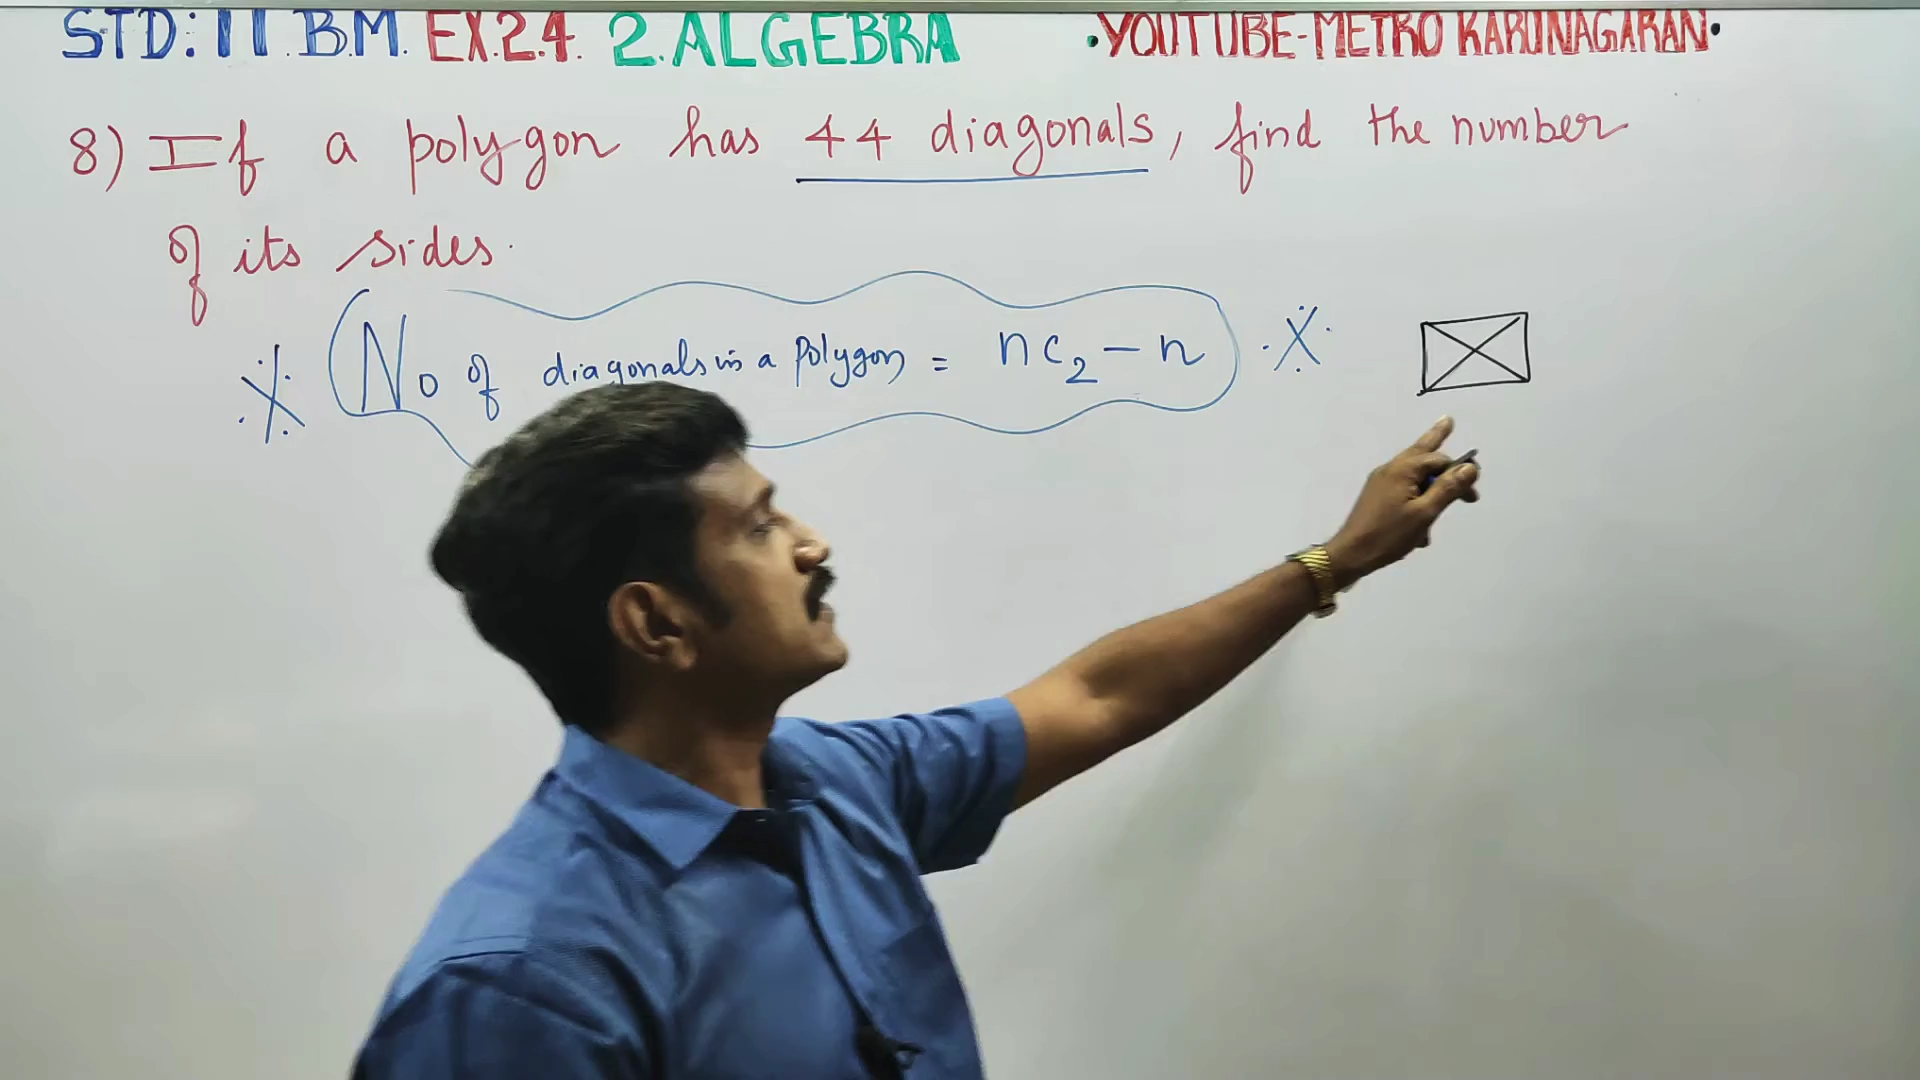 STD: 11. B.M. EX.2.4. 2. ALGEBRA .YOUTUBE-METRO KARUNAGARAN.
8) If a polygon has 44 diagonals, find the number
of its sides.
No of diagonals in a Polygon = nC₂ - n